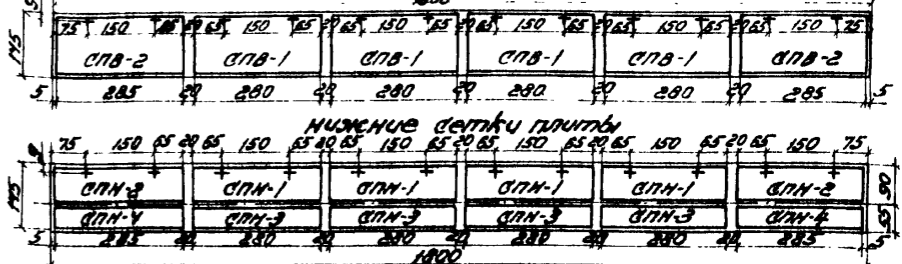 1800
75 150 65 20 65 150 65 20 65 150 65 20 65 150 65 20 65 150 65 20 65 150 75
145 СПВ-2 СПВ-1 СПВ-1 СПВ-1 СПВ-1 СПВ-2
5 285 20 280 20 280 20 280 20 280 20 285 5
нижние сетки плиты
75 150 65 20 65 150 65 20 65 150 65 20 65 150 65 20 65 150 65 20 65 150 75
145 СПН-2 СПН-1 СПН-1 СПН-1 СПН-1 СПН-2 90
СПН-4 СПН-3 СПН-3 СПН-3 СПН-3 СПН-4 55
5 285 20 280 20 280 20 280 20 280 20 285 5
1800